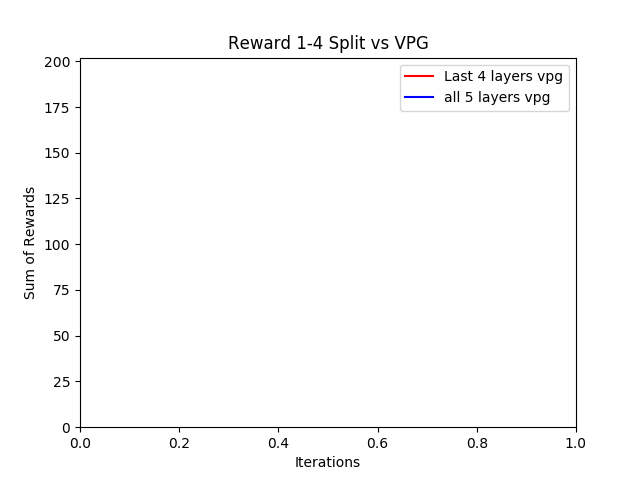 Reward 1-4 Split vs VPG
Last 4 layers vpg
all 5 layers vpg
Sum of Rewards
200
175
150
125
100
75
50
25
0
0.0 0.2 0.4 0.6 0.8 1.0
Iterations